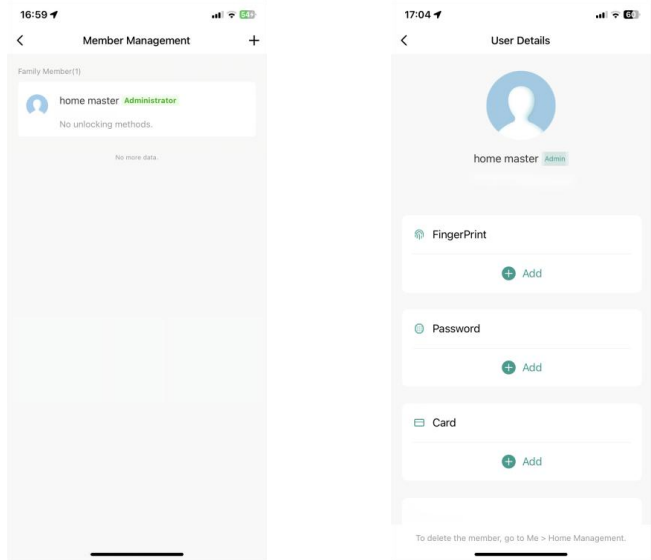 16:59
54
Member Management
Family Member(1)
home master Administrator
No unlocking methods.
No more data.
17:04
60
User Details
home master Admin
FingerPrint
Add
Password
Add
Card
Add
To delete the member, go to Me > Home Management.